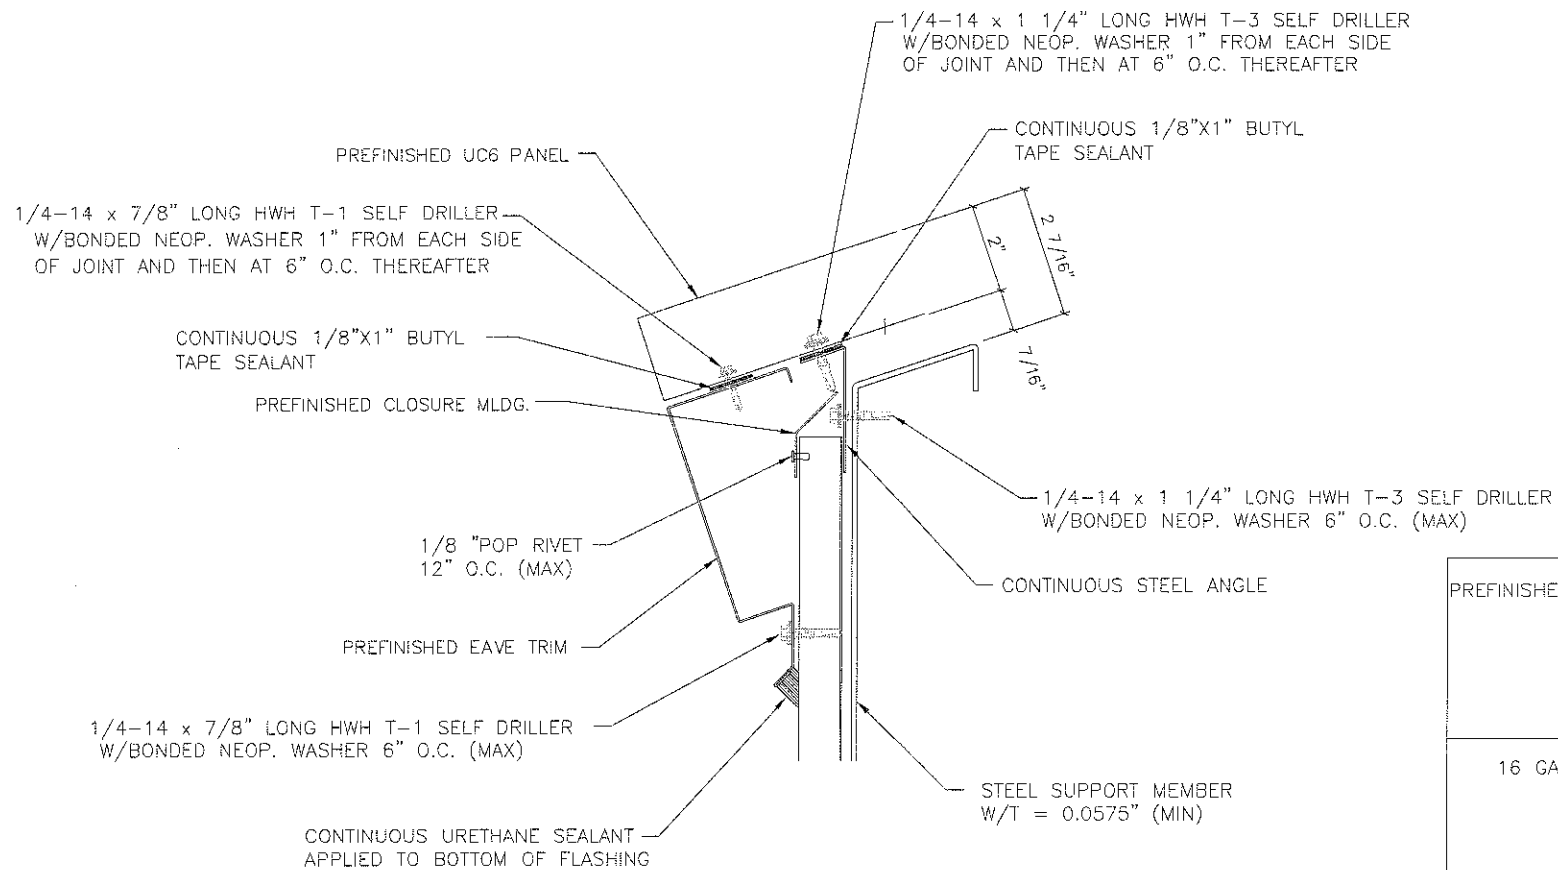 1/4-14 x 1 1/4" LONG HWH T-3 SELF DRILLER
W/BONDED NEOP. WASHER 1" FROM EACH SIDE
OF JOINT AND THEN AT 6" O.C. THEREAFTER
CONTINUOUS 1/8"X1" BUTYL
TAPE SEALANT
PREFINISHED UC6 PANEL
1/4-14 x 7/8" LONG HWH T-1 SELF DRILLER
W/BONDED NEOP. WASHER 1" FROM EACH SIDE
OF JOINT AND THEN AT 6" O.C. THEREAFTER
2 7/16"
2"
7/16"
CONTINUOUS 1/8"X1" BUTYL
TAPE SEALANT
PREFINISHED CLOSURE MLDG.
1/4-14 x 1 1/4" LONG HWH T-3 SELF DRILLER
W/BONDED NEOP. WASHER 6" O.C. (MAX)
1/8 "POP RIVET
12" O.C. (MAX)
CONTINUOUS STEEL ANGLE
PREFINISHE
PREFINISHED EAVE TRIM
1/4-14 x 7/8" LONG HWH T-1 SELF DRILLER
W/BONDED NEOP. WASHER 6" O.C. (MAX)
16 GA
STEEL SUPPORT MEMBER
W/T = 0.0575" (MIN)
CONTINUOUS URETHANE SEALANT
APPLIED TO BOTTOM OF FLASHING